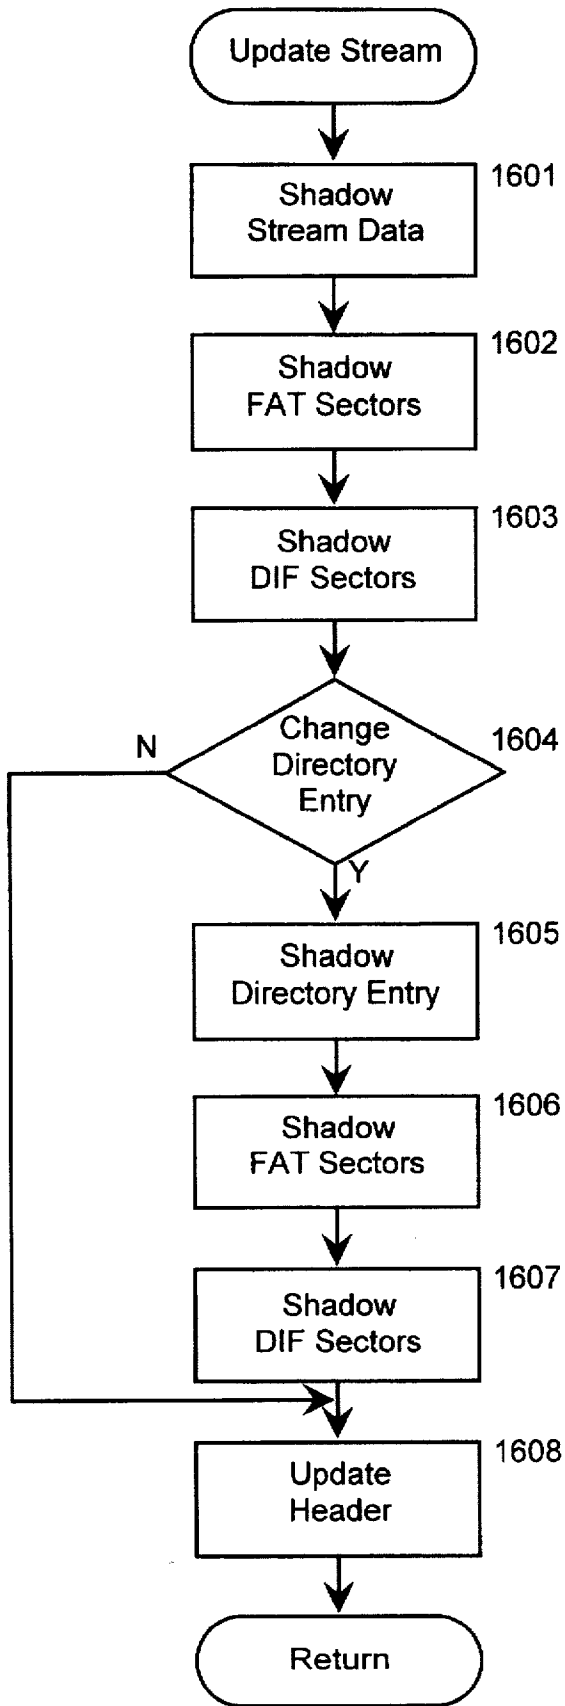 Update Stream
1601
Shadow
Stream Data
1602
Shadow
FAT Sectors
1603
Shadow
DIF Sectors
1604
Change
Directory
Entry
N
Y
1605
Shadow
Directory Entry
1606
Shadow
FAT Sectors
1607
Shadow
DIF Sectors
1608
Update
Header
Return